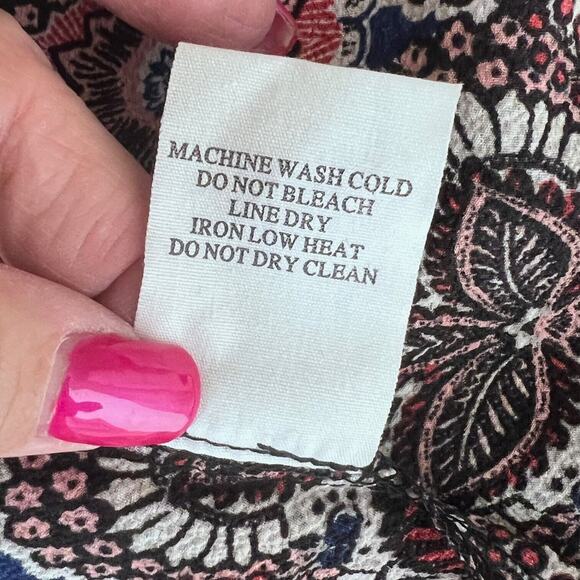 MACHINE WASH COLD
DO NOT BLEACH
LINE DRY
IRON LOW HEAT
DO NOT DRY CLEAN